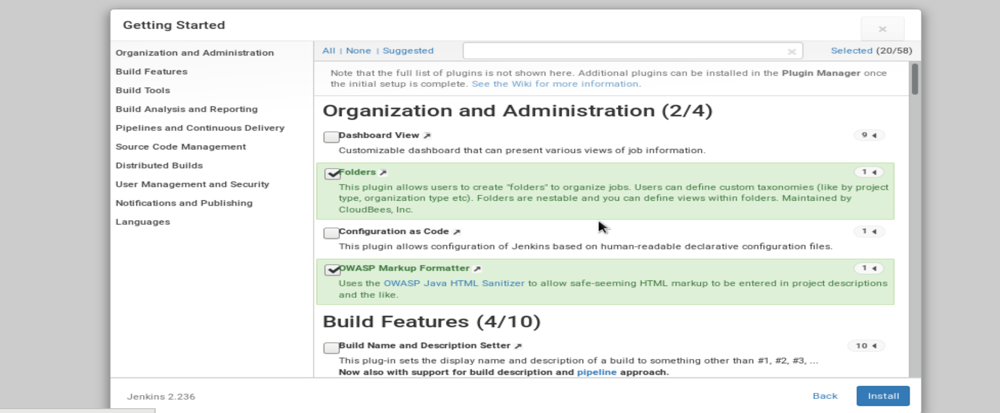 Getting Started
×
Organization and Administration
Build Features
Build Tools
Build Analysis and Reporting
Pipelines and Continuous Delivery
Source Code Management
Distributed Builds
User Management and Security
Notifications and Publishing
Languages
All | None | Suggested
×
Selected (20/58)
Note that the full list of plugins is not shown here. Additional plugins can be installed in the Plugin Manager once
the initial setup is complete. See the Wiki for more information.
Organization and Administration (2/4)
Dashboard View
9
Customizable dashboard that can present various views of job information.
Folders
1
This plugin allows users to create "folders" to organize jobs. Users can define custom taxonomies (like by project
type, organization type etc). Folders are nestable and you can define views within folders. Maintained by
CloudBees, Inc.
Configuration as Code
1
This plugin allows configuration of Jenkins based on human-readable declarative configuration files.
OWASP Markup Formatter
1
Uses the OWASP Java HTML Sanitizer to allow safe-seeming HTML markup to be entered in project descriptions
and the like.
Build Features (4/10)
Build Name and Description Setter
10
This plug-in sets the display name and description of a build to something other than #1, #2, #3, ...
Now also with support for build description and pipeline approach.
Jenkins 2.236
Back
Install